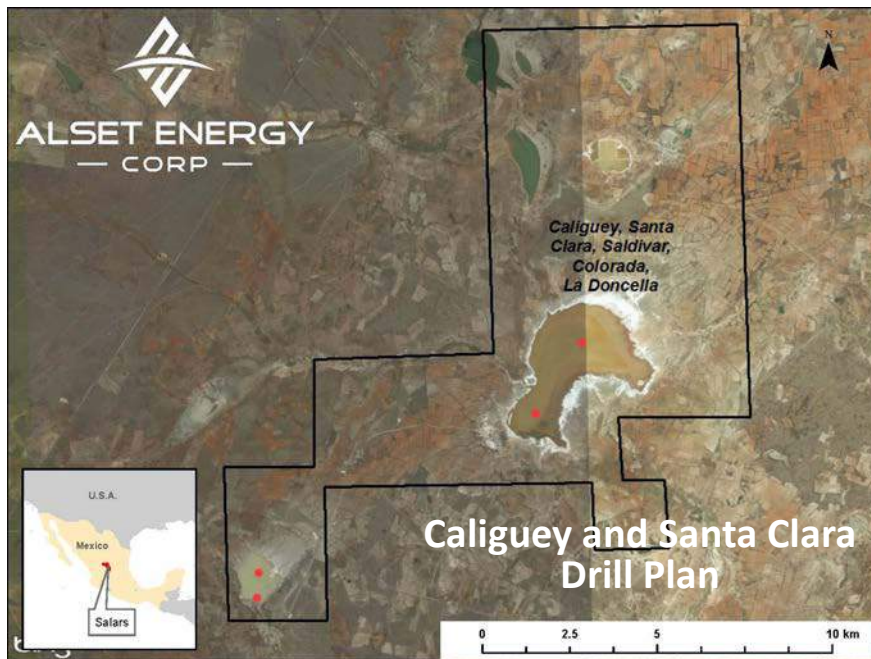 ALSET ENERGY
— CORP —
N
Caliguey, Santa
Clara, Saldivar,
Colorada,
La Doncella
U.S.A.
Mexico
Salars
Caliguey and Santa Clara
Drill Plan
0 2.5 5 10 km